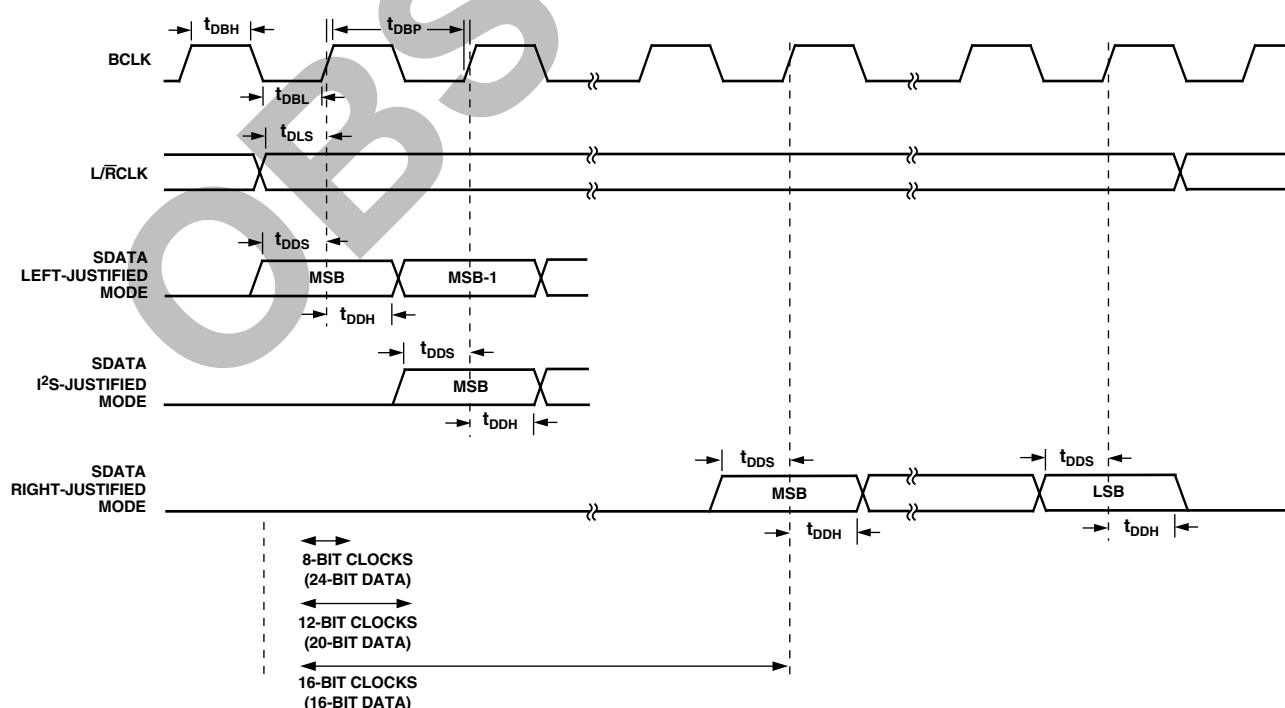 OBS
tDBH
tDBP
BCLK
tDBL
tDLS
L/R̅CLK
tDDS
SDATA
LEFT-JUSTIFIED
MODE
MSB
MSB-1
tDDH
SDATA
I²S-JUSTIFIED
MODE
tDDS
MSB
tDDH
SDATA
RIGHT-JUSTIFIED
MODE
tDDS
MSB
tDDH
tDDS
LSB
tDDH
8-BIT CLOCKS
(24-BIT DATA)
12-BIT CLOCKS
(20-BIT DATA)
16-BIT CLOCKS
(16-BIT DATA)